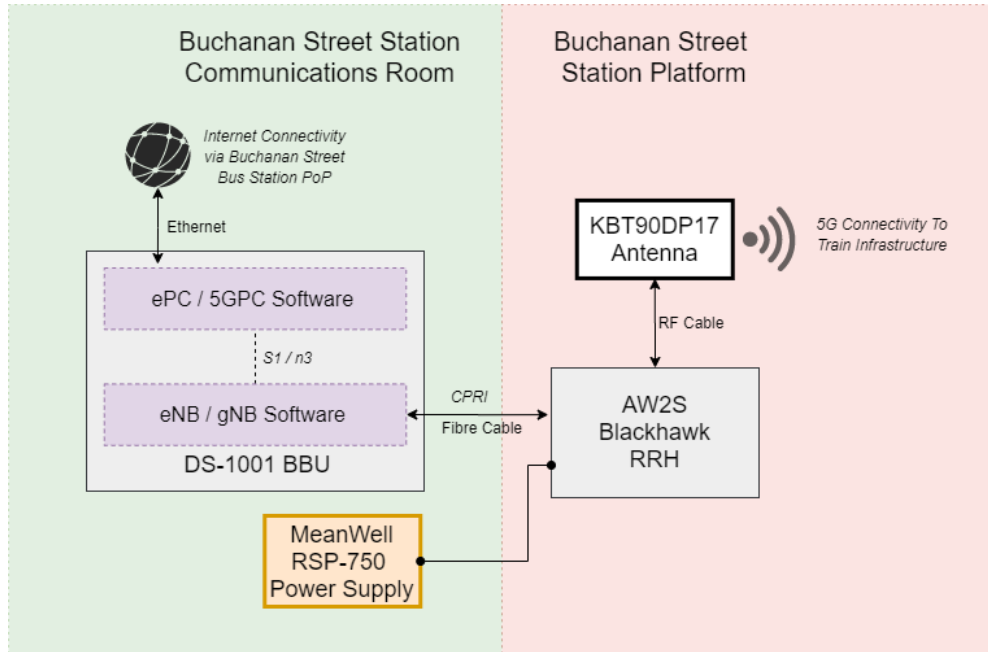 Buchanan Street Station
Communications Room
Buchanan Street
Station Platform
Internet Connectivity
via Buchanan Street
Bus Station PoP
Ethernet
ePC / 5GPC Software
S1 / n3
eNB / gNB Software
DS-1001 BBU
CPRI
Fibre Cable
MeanWell
RSP-750
Power Supply
KBT90DP17
Antenna
5G Connectivity To
Train Infrastructure
RF Cable
AW2S
Blackhawk
RRH